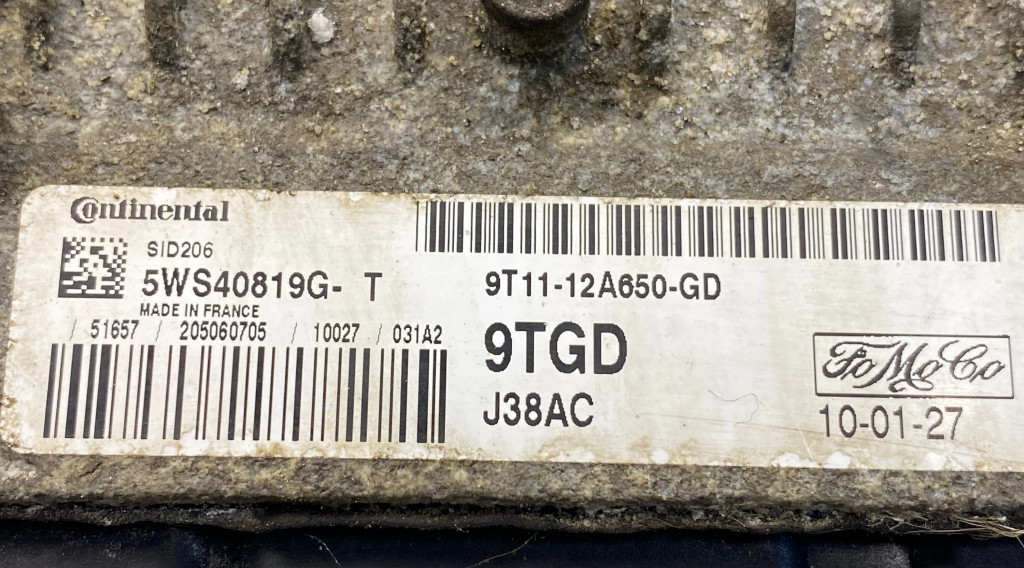 Continental
SID206
5WS40819G- T
MADE IN FRANCE
/ 51657 / 205060705 / 10027 / 031A2
9T11-12A650-GD
9TGD
J38AC
FoMoCo
10-01-27